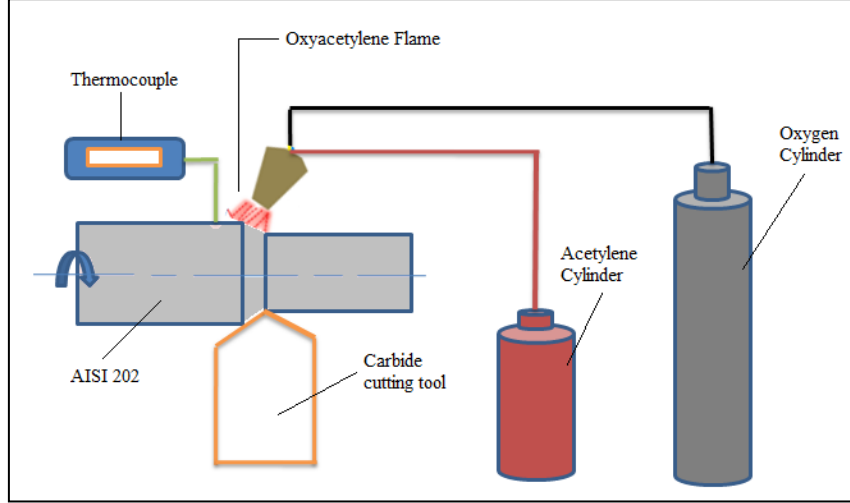 Oxyacetylene Flame
Thermocouple
Oxygen
Cylinder
Acetylene
Cylinder
AISI 202
Carbide
cutting tool